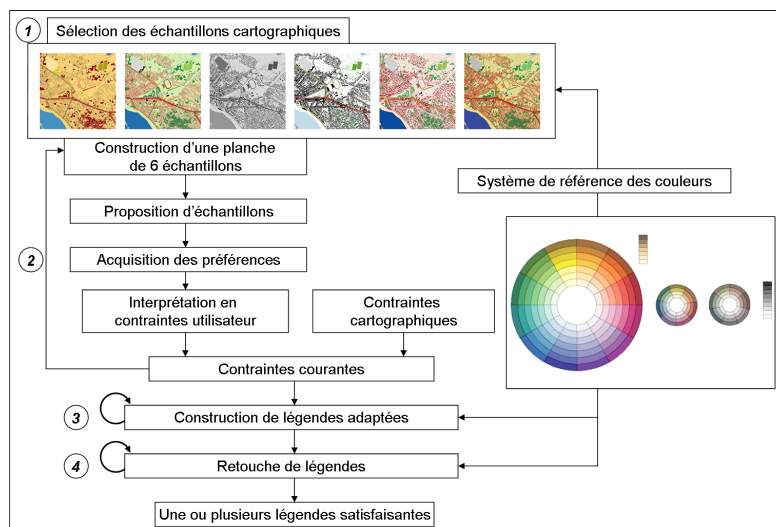 1
Sélection des échantillons cartographiques
Construction d'une planche
de 6 échantillons
Système de référence des couleurs
Proposition d'échantillons
2
Acquisition des préférences
Interprétation en
contraintes utilisateur
Contraintes
cartographiques
Contraintes courantes
3
Construction de légendes adaptées
4
Retouche de légendes
Une ou plusieurs légendes satisfaisantes